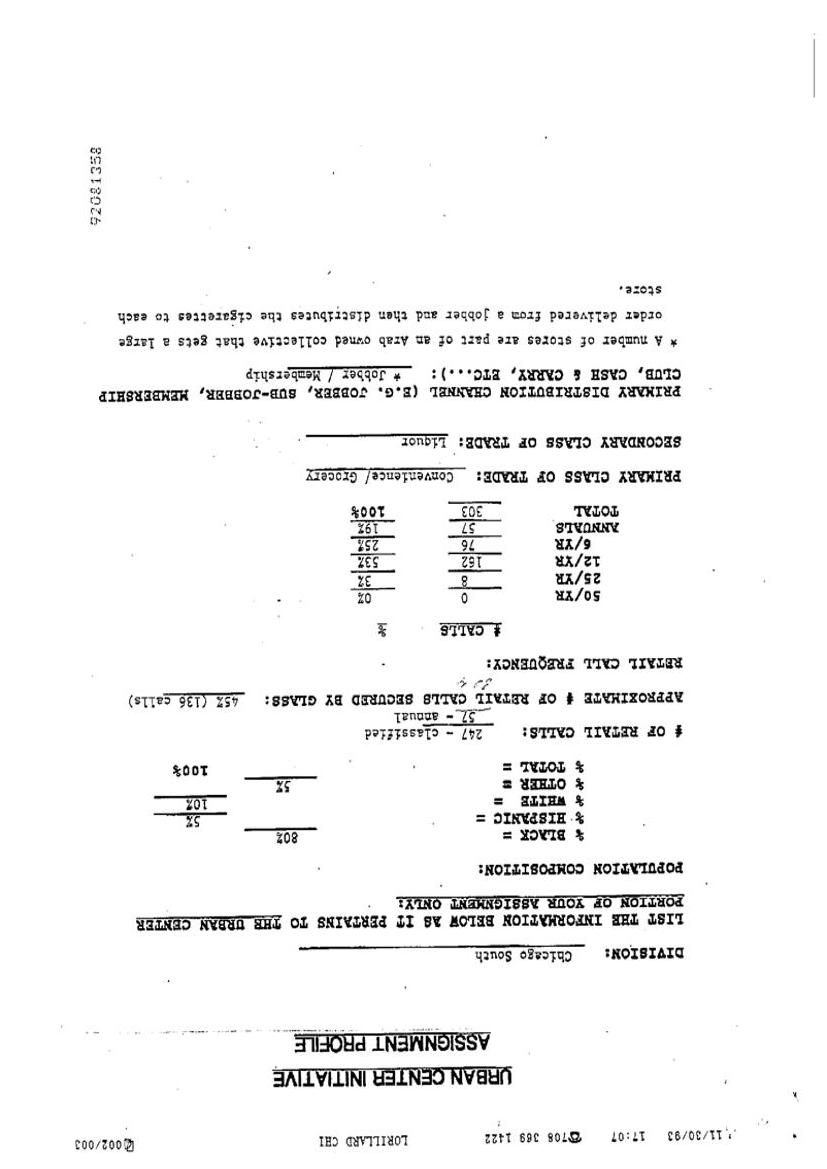 11/30/93 17:07 ☎708 369 1422 LORILLARD CHI 002/003
URBAN CENTER INITIATIVE
ASSIGNMENT PROFILE
DIVISION: Chicago South
LIST THE INFORMATION BELOW AS IT PERTAINS TO THE URBAN CENTER
PORTION OF YOUR ASSIGNMENT ONLY:
POPULATION COMPOSITION:
% BLACK = 80%
% HISPANIC = 5%
% WHITE = 10%
% OTHER = 5%
% TOTAL = 100%
# OF RETAIL CALLS: 247 - classified
57 - annual
APPROXIMATE # OF RETAIL CALLS SECURED BY GLASS: 45% (136 calls)
RETAIL CALL FREQUENCY:
# CALLS %
50/YR 0 0%
25/YR 8 3%
12/YR 162 53%
6/YR 76 25%
ANNUALS 57 19%
TOTAL 303 100%
PRIMARY CLASS OF TRADE: Convenience/ Grocery
SECONDARY CLASS OF TRADE: Liquor
PRIMARY DISTRIBUTION CHANNEL (E.G. JOBBER, SUB-JOBBER, MEMBERSHIP
CLUB, CASH & CARRY, ETC...): * Jobber / Membership
* A number of stores are part of an Arab owned collective that gets a large
order delivered from a jobber and then distributes the cigarettes to each
store.
92081358